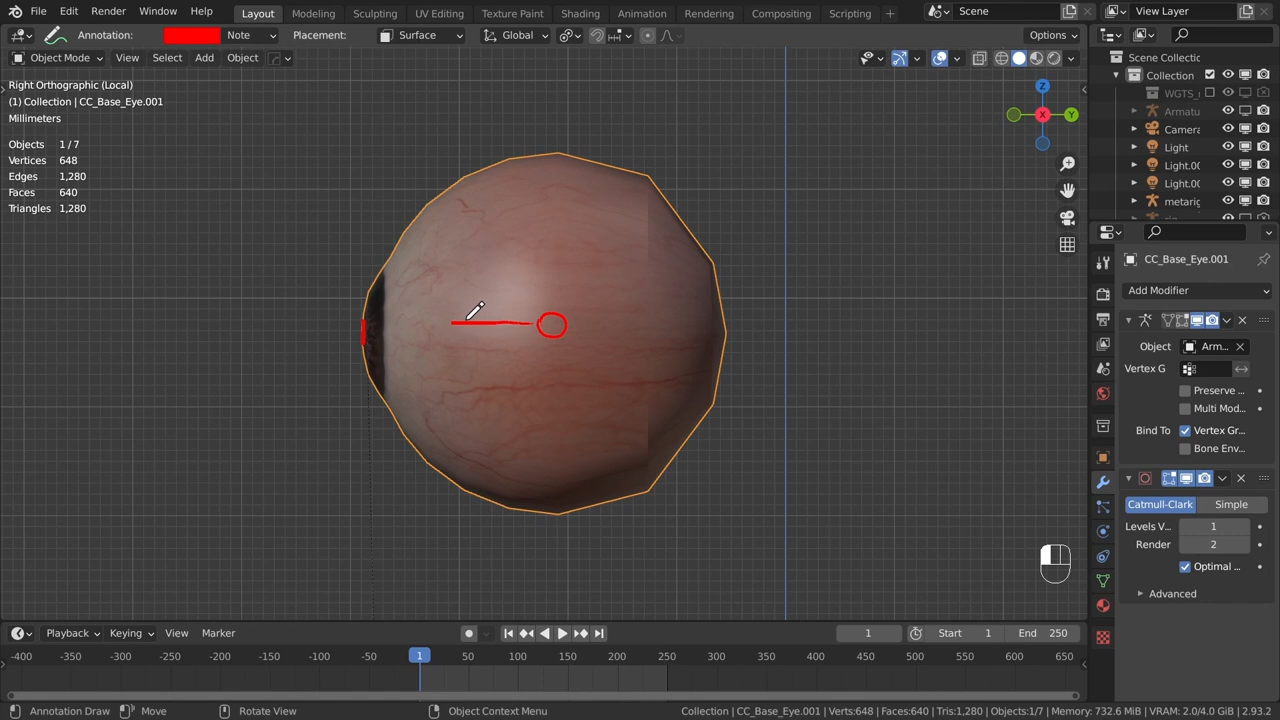 File Edit Render Window Help Layout Modeling Sculpting UV Editing Texture Paint Shading Animation Rendering Compositing Scripting + Scene View Layer
Annotation: Note Placement: Surface Global Options
Object Mode View Select Add Object
Right Orthographic (Local)
(1) Collection | CC_Base_Eye.001
Millimeters
Objects 1/7
Vertices 648
Edges 1,280
Faces 640
Triangles 1,280
Z
X
Y
Scene Collectic
Collection
WGTS_
Armatu
Camera
Light
Light.00
Light.00
metarig
CC_Base_Eye.001
Add Modifier
Object Arm...
Vertex G
Preserve ...
Multi Mod...
Bind To Vertex Gr...
Bone Env...
Catmull-Clark Simple
Levels V... 1
Render 2
Optimal ...
Advanced
Playback Keying View Marker 1 Start 1 End 250
-400 -350 -300 -250 -200 -150 -100 -50 1 50 100 150 200 250 300 350 400 450 500 550 600 650
Annotation Draw Move Rotate View Object Context Menu Collection | CC_Base_Eye.001 | Verts:648 | Faces:640 | Tris:1,280 | Objects:1/7 | Memory: 732.6 MiB | VRAM: 2.0/4.0 GiB | 2.93.2